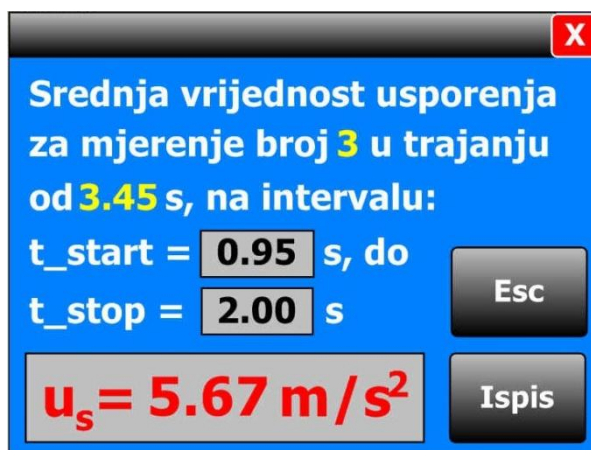 X
Srednja vrijednost usporenja
za mjerenje broj 3 u trajanju
od 3.45 s, na intervalu:
t_start = 0.95 s, do
t_stop = 2.00 s
Esc
uₛ= 5.67 m/s²
Ispis